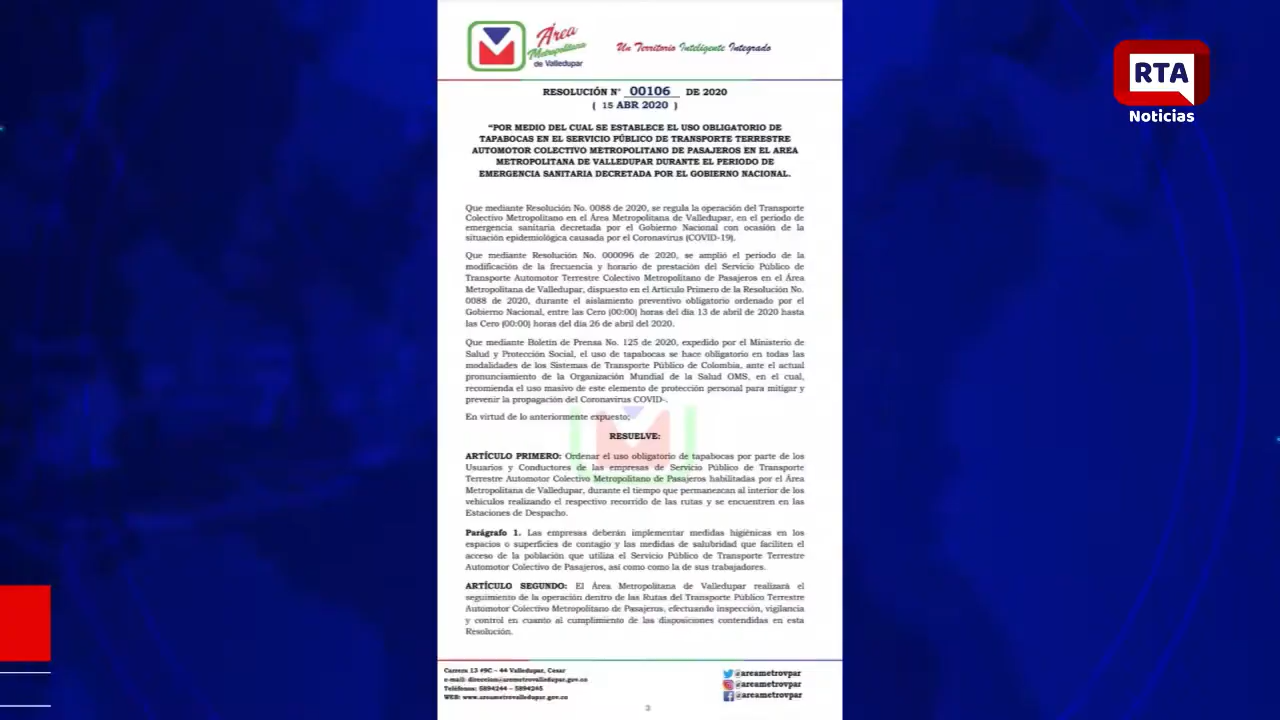 Área
Metropolitana
de Valledupar
Un Territorio Inteligente Integrado
RTA
Noticias
RESOLUCIÓN N° 00106 DE 2020
( 15 ABR 2020 )
"POR MEDIO DEL CUAL SE ESTABLECE EL USO OBLIGATORIO DE
TAPABOCAS EN EL SERVICIO PÚBLICO DE TRANSPORTE TERRESTRE
AUTOMOTOR COLECTIVO METROPOLITANO DE PASAJEROS EN EL AREA
METROPOLITANA DE VALLEDUPAR DURANTE EL PERIODO DE
EMERGENCIA SANITARIA DECRETADA POR EL GOBIERNO NACIONAL.
Que mediante Resolución No. 0088 de 2020, se regula la operación del Transporte
Colectivo Metropolitano en el Área Metropolitana de Valledupar, en el periodo de
emergencia sanitaria decretada por el Gobierno Nacional con ocasión de la
situación epidemiológica causada por el Coronavirus (COVID-19).
Que mediante Resolución No. 000096 de 2020, se amplió el periodo de la
modificación de la frecuencia y horario de prestación del Servicio Público de
Transporte Automotor Terrestre Colectivo Metropolitano de Pasajeros en el Área
Metropolitana de Valledupar, dispuesto en el Articulo Primero de la Resolución No.
0088 de 2020, durante el aislamiento preventivo obligatorio ordenado por el
Gobierno Nacional, entre las Cero (00:00) horas del día 13 de abril de 2020 hasta
las Cero (00:00) horas del día 26 de abril del 2020.
Que mediante Boletín de Prensa No. 125 de 2020, expedido por el Ministerio de
Salud y Protección Social, el uso de tapabocas se hace obligatorio en todas las
modalidades de los Sistemas de Transporte Público de Colombia, ante el actual
pronunciamiento de la Organización Mundial de la Salud OMS, en el cual,
recomienda el uso masivo de este elemento de protección personal para mitigar y
prevenir la propagación del Coronavirus COVID-.
En virtud de lo anteriormente expuesto;
RESUELVE:
ARTÍCULO PRIMERO: Ordenar el uso obligatorio de tapabocas por parte de los
Usuarios y Conductores de las empresas de Servicio Público de Transporte
Terrestre Automotor Colectivo Metropolitano de Pasajeros habilitadas por el Área
Metropolitana de Valledupar, durante el tiempo que permanezcan al interior de los
vehículos realizando el respectivo recorrido de las rutas y se encuentren en las
Estaciones de Despacho.
Parágrafo 1. Las empresas deberán implementar medidas higiénicas en los
espacios o superficies de contagio y las medidas de salubridad que faciliten el
acceso de la población que utiliza el Servicio Público de Transporte Terrestre
Automotor Colectivo de Pasajeros, así como como la de sus trabajadores.
ARTÍCULO SEGUNDO: El Área Metropolitana de Valledupar realizará el
seguimiento de la operación dentro de las Rutas del Transporte Público Terrestre
Automotor Colectivo Metropolitano de Pasajeros, efectuando inspección, vigilancia
y control en cuanto al cumplimiento de las disposiciones contendidas en esta
Resolución.
Carrera 13 #9C – 44 Valledupar, Cesar
e-mail: direccion@aremetrovalledupar.gov.co
Teléfonos: 5894244 – 5894245
WEB: www.areametrovalledupar.gov.co
@areametrovpar
@areametrovpar
@areametrovpar
2